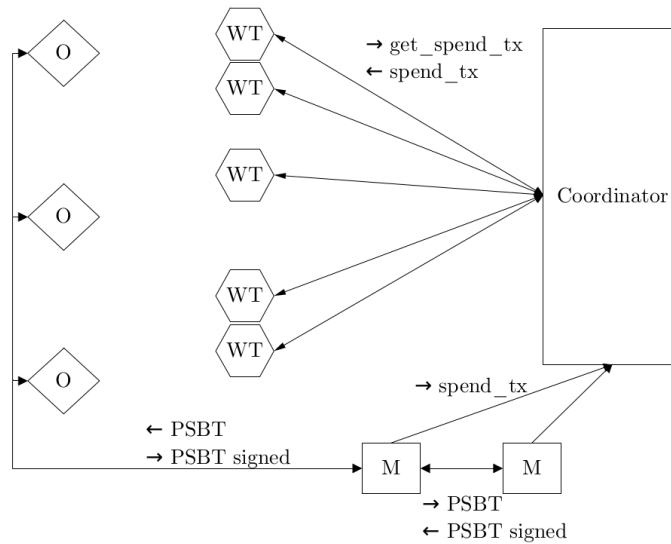 WT
→ get_spend_tx
← spend_tx
O
WT
WT
Coordinator
O
WT
WT
O
→ spend_tx
← PSBT
→ PSBT signed
M
M
→ PSBT
← PSBT signed